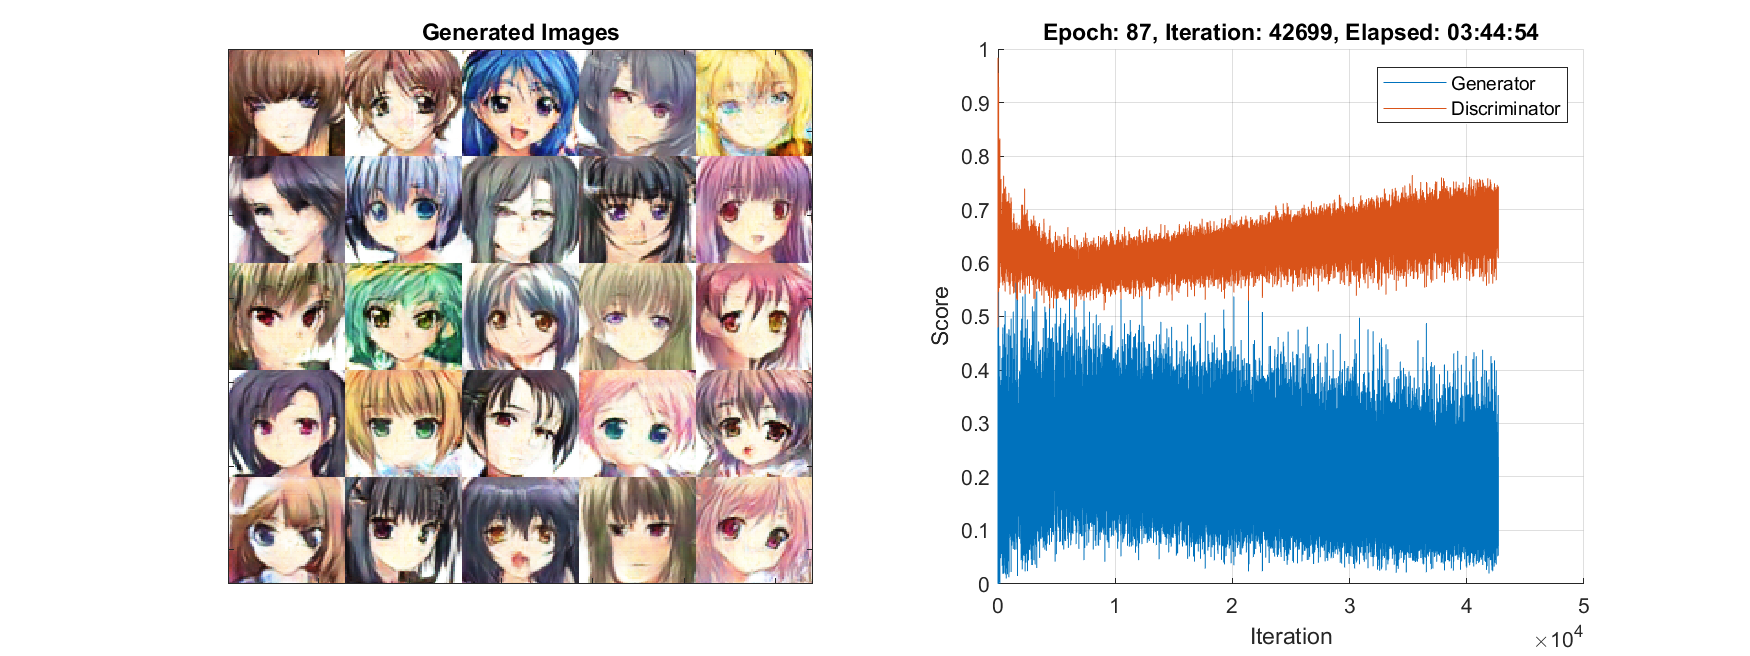 Generated Images
Epoch: 87, Iteration: 42699, Elapsed: 03:44:54
Generator
Discriminator
1
0.9
0.8
0.7
0.6
0.5
0.4
0.3
0.2
0.1
0
Score
0 1 2 3 4 5
Iteration
×10^4